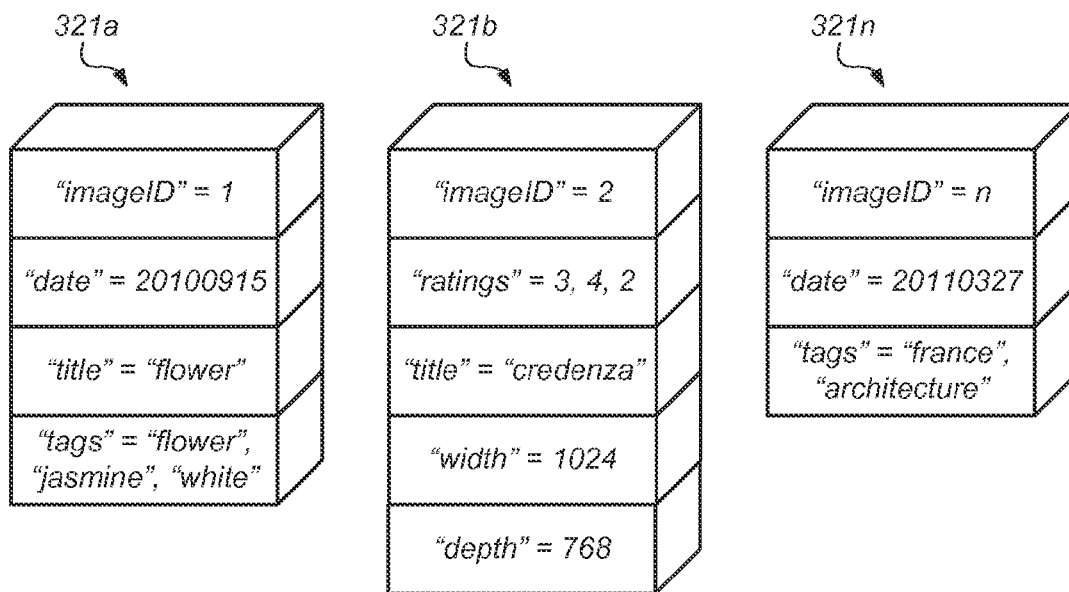 321a
“imageID” = 1
“date” = 20100915
“title” = “flower”
“tags” = “flower”,
“jasmine”, “white”
321b
“imageID” = 2
“ratings” = 3, 4, 2
“title” = “credenza”
“width” = 1024
“depth” = 768
321n
“imageID” = n
“date” = 20110327
“tags” = “france”,
“architecture”